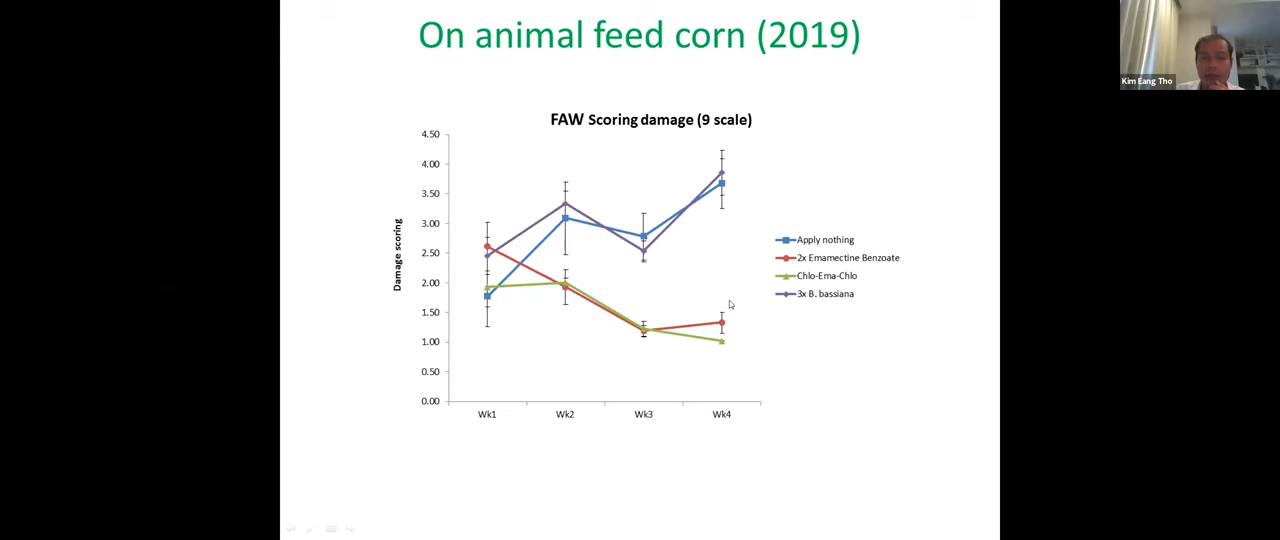 On animal feed corn (2019)
Kim Eang Tho
FAW Scoring damage (9 scale)
4.50
4.00
3.50
3.00
2.50
2.00
1.50
1.00
0.50
0.00
Damage scoring
Wk1
Wk2
Wk3
Wk4
Apply nothing
2x Emamectine Benzoate
Chlo-Ema-Chlo
3x B. bassiana